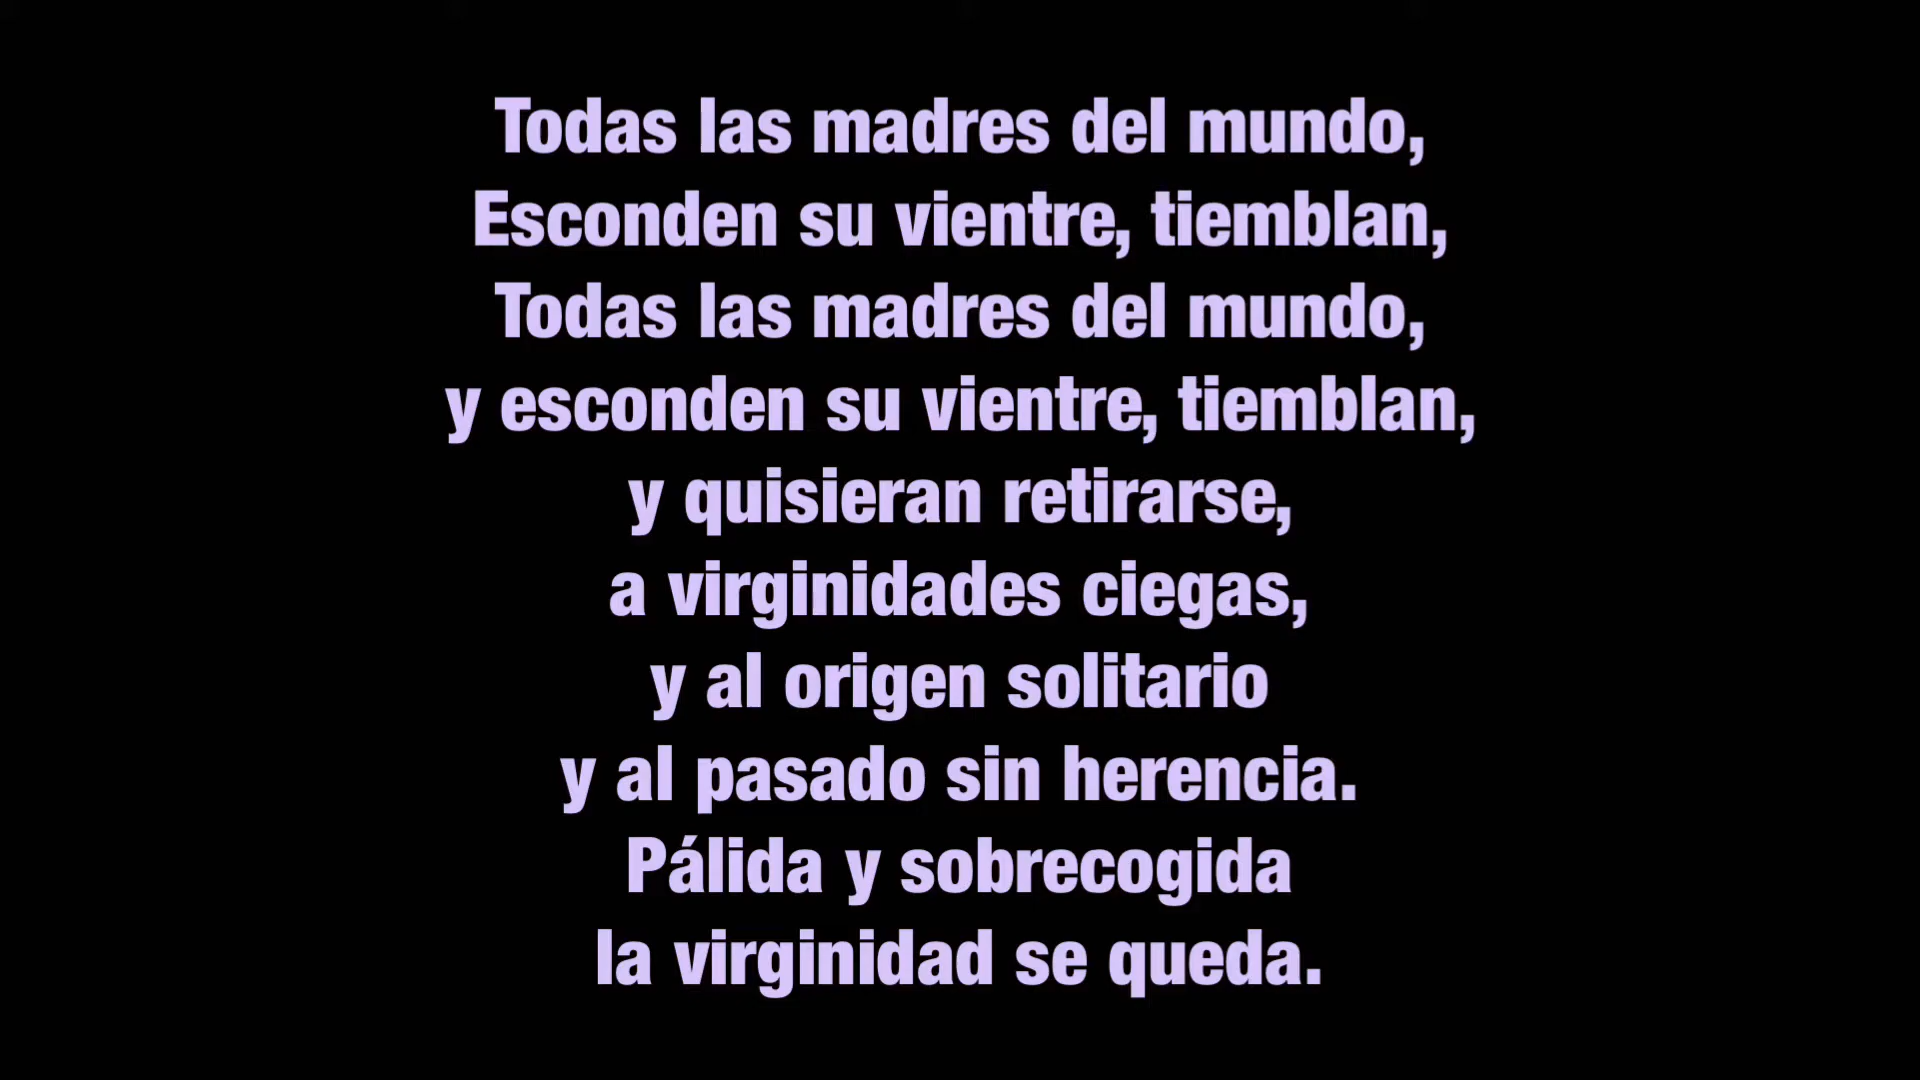 Todas las madres del mundo,
Esconden su vientre, tiemblan,
Todas las madres del mundo,
y esconden su vientre, tiemblan,
y quisieran retirarse,
a virginidades ciegas,
y al origen solitario
y al pasado sin herencia.
Pálida y sobrecogida
la virginidad se queda.